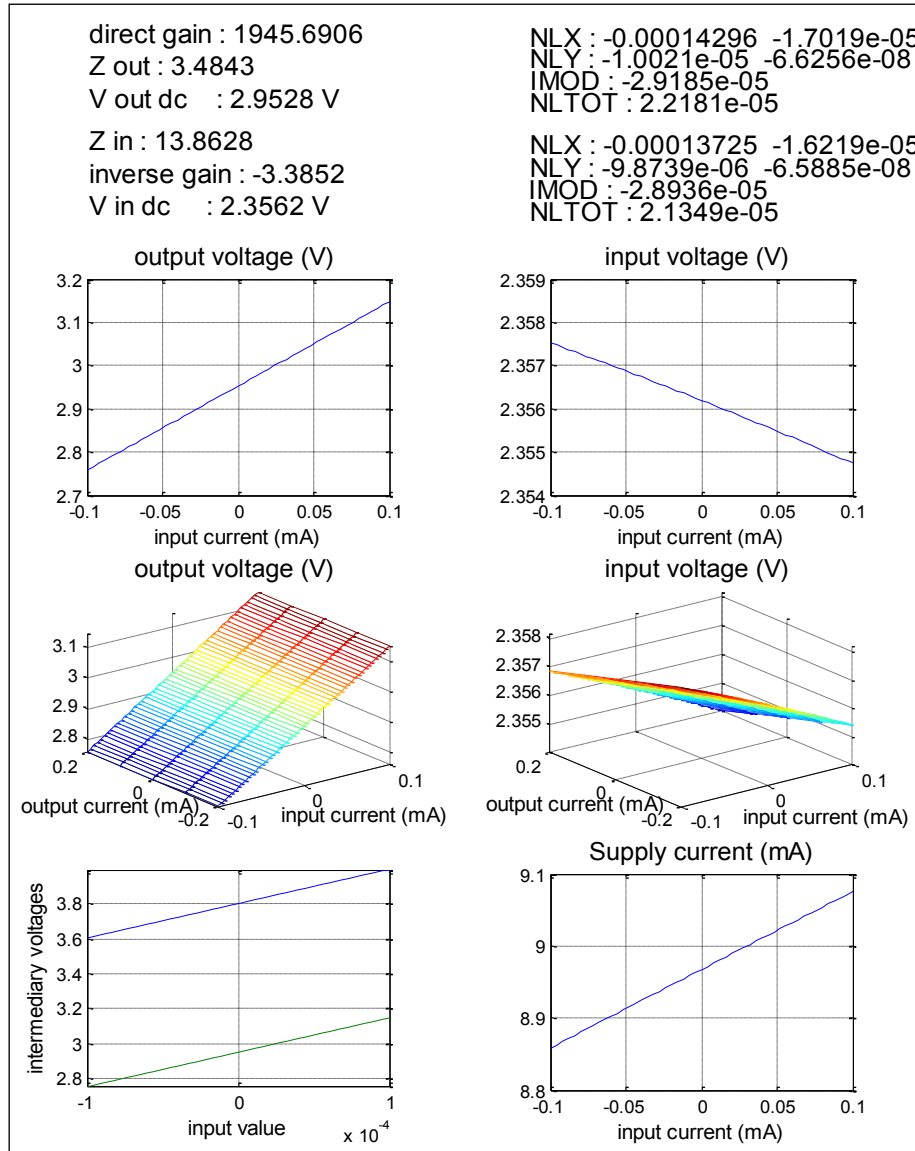 direct gain : 1945.6906
Z out : 3.4843
V out dc : 2.9528 V
Z in : 13.8628
inverse gain : -3.3852
V in dc : 2.3562 V
NLX : -0.00014296 -1.7019e-05
NLY : -1.0021e-05 -6.6256e-08
IMOD : -2.9185e-05
NLTOT : 2.2181e-05
NLX : -0.00013725 -1.6219e-05
NLY : -9.8739e-06 -6.5885e-08
IMOD : -2.8936e-05
NLTOT : 2.1349e-05
output voltage (V)
3.2
3.1
3
2.9
2.8
2.7
-0.1 -0.05 0 0.05 0.1
input current (mA)
input voltage (V)
2.359
2.358
2.357
2.356
2.355
2.354
-0.1 -0.05 0 0.05 0.1
input current (mA)
output voltage (V)
3.1
3
2.9
2.8
0.2
0
-0.2
output current (mA)
-0.1
0
0.1
input current (mA)
input voltage (V)
2.358
2.357
2.356
2.355
0.2
0
-0.2
output current (mA)
-0.1
0
0.1
input current (mA)
intermediary voltages
3.8
3.6
3.4
3.2
3
2.8
-1 0 1
input value
x 10-4
Supply current (mA)
9.1
9
8.9
8.8
-0.1 -0.05 0 0.05 0.1
input current (mA)